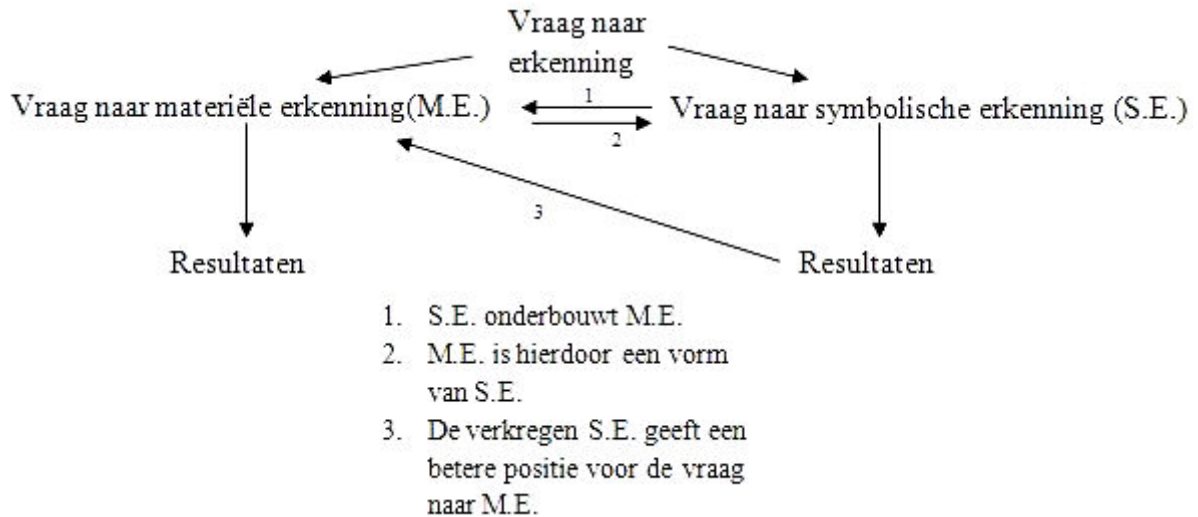 Vraag naar
erkenning
Vraag naar materiële erkenning(M.E.)
1
Vraag naar symbolische erkenning (S.E.)
2
3
Resultaten
Resultaten
1. S.E. onderbouwt M.E.
2. M.E. is hierdoor een vorm
van S.E.
3. De verkregen S.E. geeft een
betere positie voor de vraag
naar M.E.